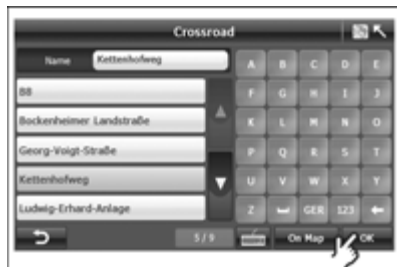 Crossroad
Name Kettenhofweg
A B C D E
B8
F G H I J
Bockenheimer Landstraße
K L M N O
Georg-Voigt-Straße
P Q R S T
Kettenhofweg
U V W X Y
Ludwig-Erhard-Anlage
Z GER 123
5/9 On Map OK